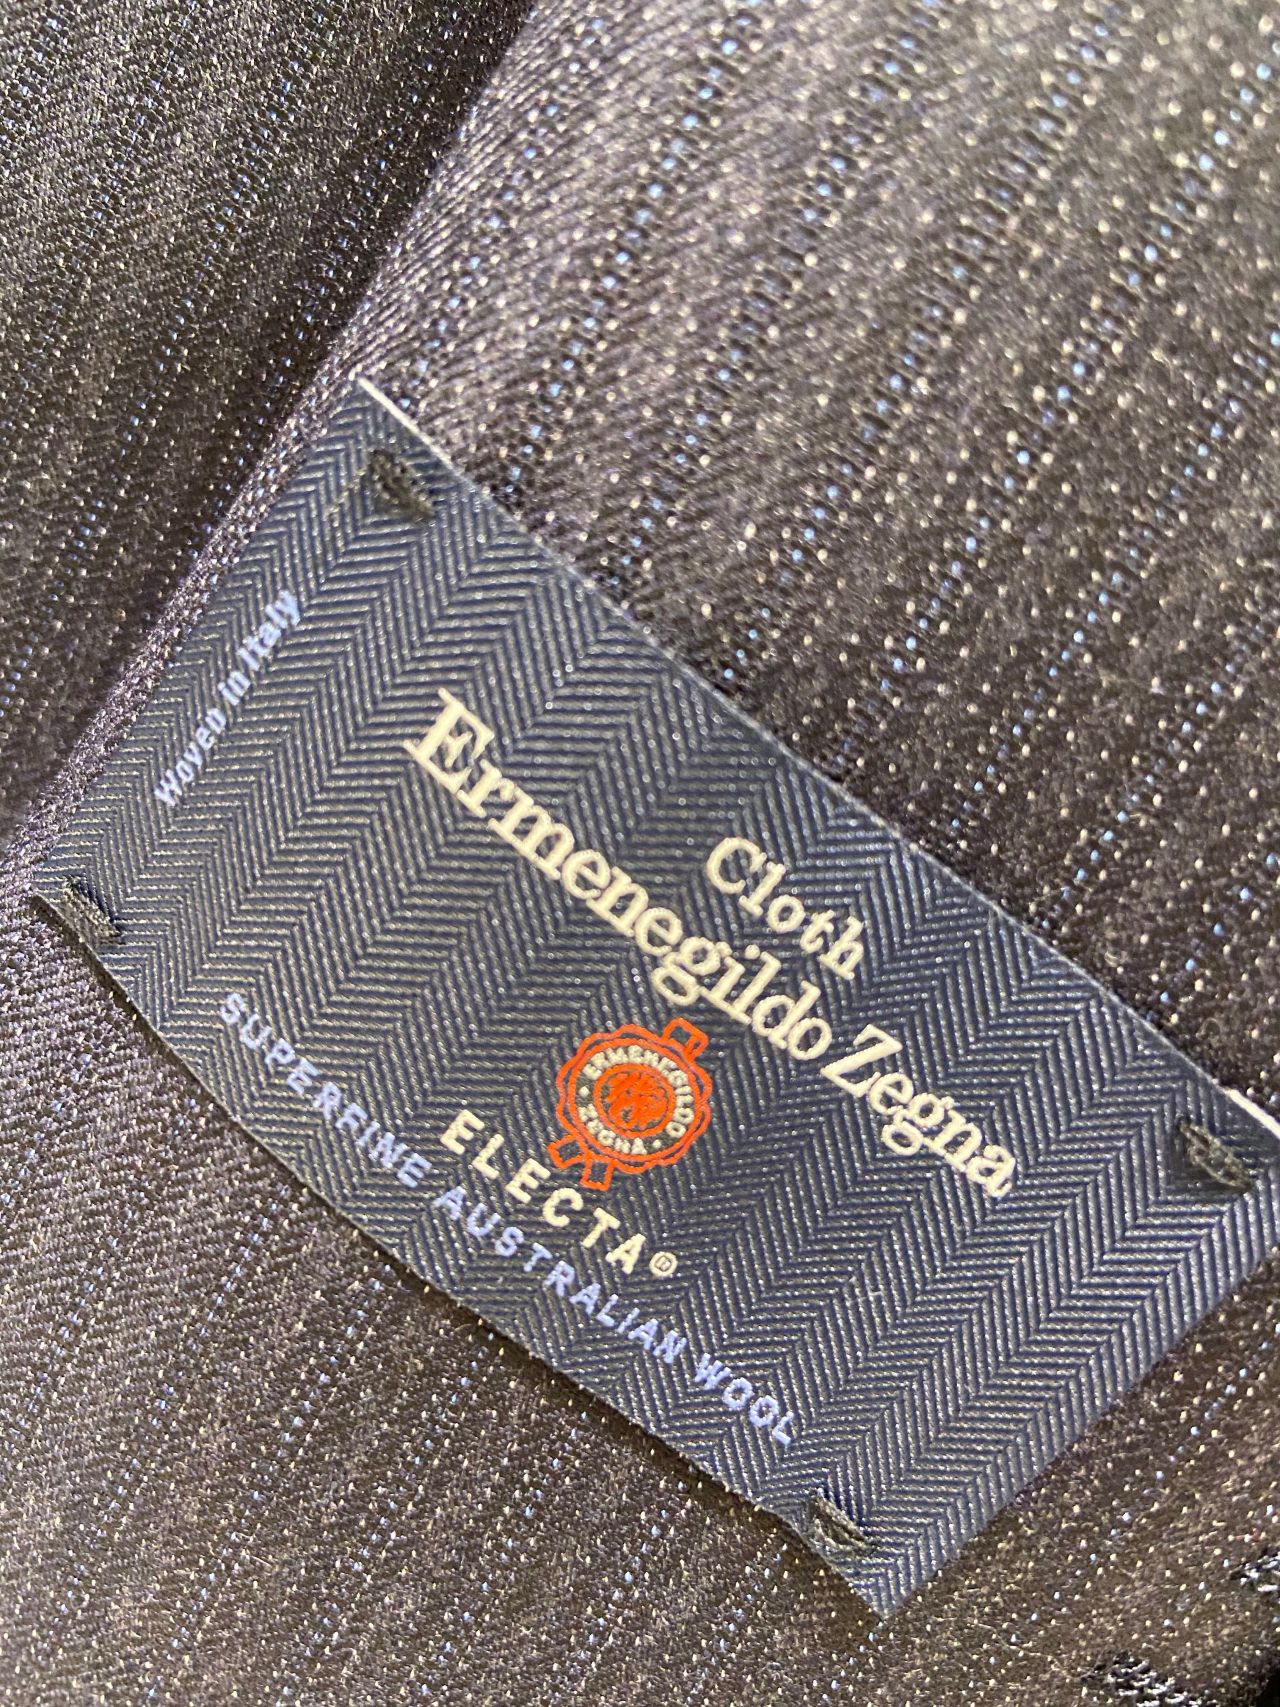 Cloth
Ermenegildo Zegna
ERMENEGILDO
ZEGNA
ELECTA®
SUPERFINE AUSTRALIAN WOOL
Woven in Italy